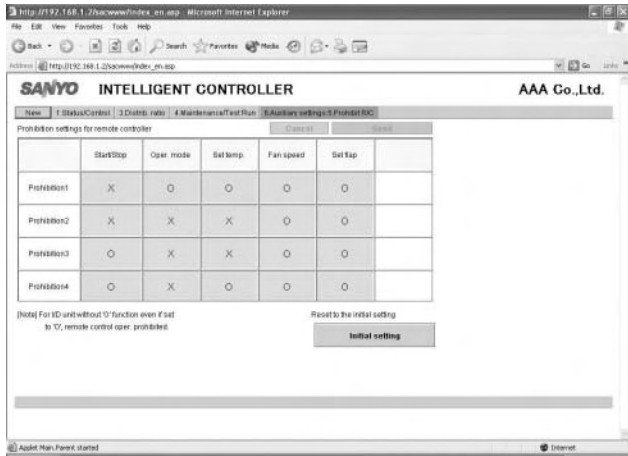 http://192.168.1.2/sacwww/index_en.asp - Microsoft Internet Explorer
File Edit View Favorites Tools Help
Back Search Favorites Media
Address http://192.168.1.2/sacwww/index_en.asp Go Links
SANYO INTELLIGENT CONTROLLER AAA Co.,Ltd.
New 1.Status/Control 3.Distrib. ratio 4.Maintenance/Test Run 5.Auxiliary settings:5.Prohibit R/C
Prohibition settings for remote controller Cancel Send
Start/Stop Oper. mode Set temp. Fan speed Set flap
Prohibition1 X O O O O
Prohibition2 X X X O O
Prohibition3 O X X O O
Prohibition4 O X O O O
[Note] For I/D unit without 'O' function even if set
to 'O', remote control oper. prohibited.
Reset to the initial setting
Initial setting
Applet Main.Parent started Internet